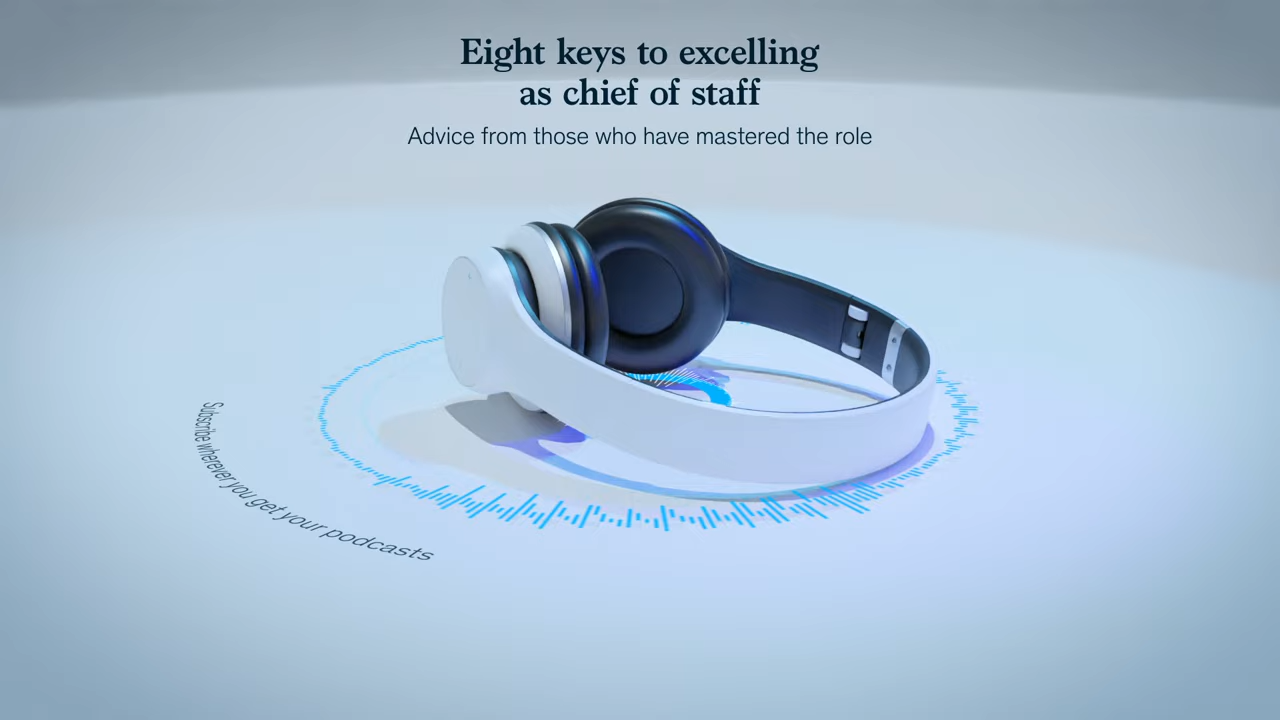 Eight keys to excelling
as chief of staff
Advice from those who have mastered the role
Subscribe wherever you get your podcasts